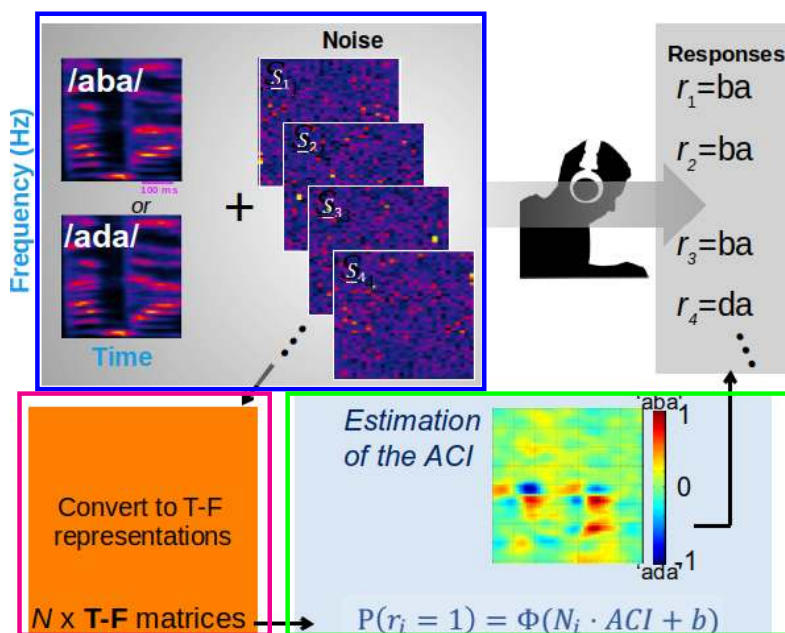 Noise
/aba/
100 ms
or
/ada/
Frequency (Hz)
Time
+
S1
S2
S3
S4
Responses
r1=ba
r2=ba
r3=ba
r4=da
Convert to T-F
representations
N x T-F matrices
Estimation
of the ACI
'aba'
1
0
-1
'ada'
P(ri = 1) = Φ(Ni · ACI + b)